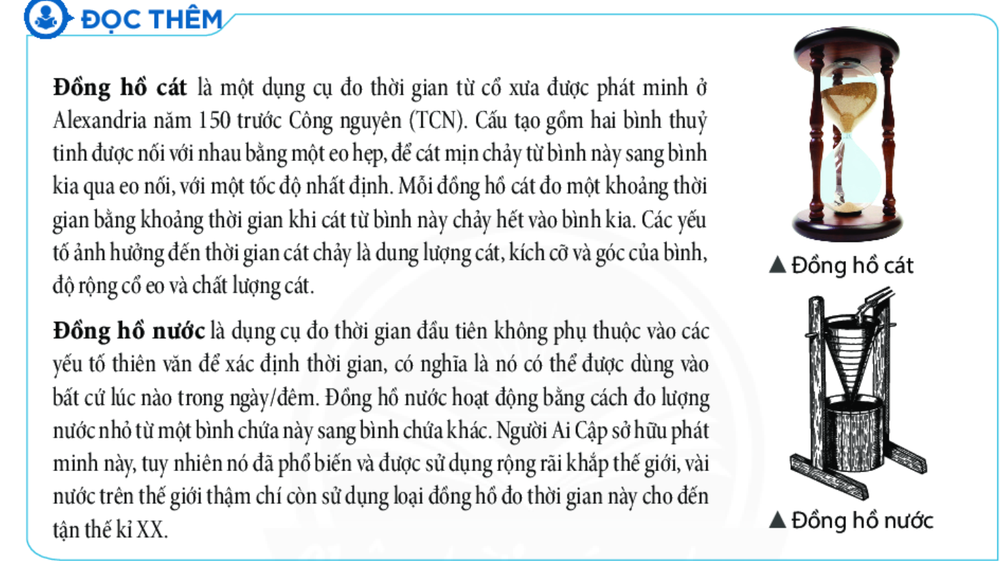 ĐỌC THÊM
Đồng hồ cát là một dụng cụ đo thời gian từ cổ xưa được phát minh ở
Alexandria năm 150 trước Công nguyên (TCN). Cấu tạo gồm hai bình thuỷ
tinh được nối với nhau bằng một eo hẹp, để cát mịn chảy từ bình này sang bình
kia qua eo nối, với một tốc độ nhất định. Mỗi đồng hồ cát đo một khoảng thời
gian bằng khoảng thời gian khi cát từ bình này chảy hết vào bình kia. Các yếu
tố ảnh hưởng đến thời gian cát chảy là dung lượng cát, kích cỡ và góc của bình,
độ rộng cổ eo và chất lượng cát.
▲ Đồng hồ cát
Đồng hồ nước là dụng cụ đo thời gian đầu tiên không phụ thuộc vào các
yếu tố thiên văn để xác định thời gian, có nghĩa là nó có thể được dùng vào
bất cứ lúc nào trong ngày/đêm. Đồng hồ nước hoạt động bằng cách đo lượng
nước nhỏ từ một bình chứa này sang bình chứa khác. Người Ai Cập sở hữu phát
minh này, tuy nhiên nó đã phổ biến và được sử dụng rộng rãi khắp thế giới, vài
nước trên thế giới thậm chí còn sử dụng loại đồng hồ đo thời gian này cho đến
tận thế kỉ XX.
▲ Đồng hồ nước